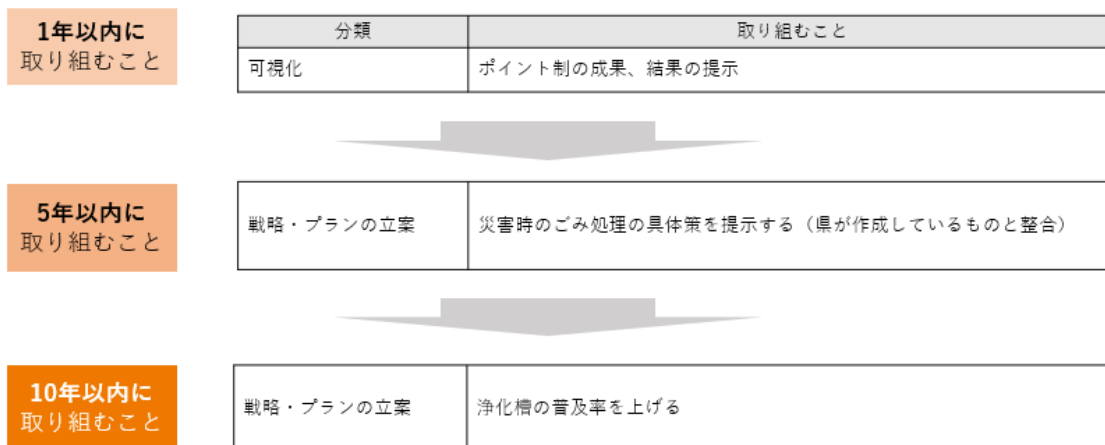 1年以内に
取り組むこと
分類 取り組むこと
可視化 ポイント制の成果、結果の提示
5年以内に
取り組むこと
戦略・プランの立案 災害時のごみ処理の具体策を提示する（県が作成しているものと整合）
10年以内に
取り組むこと
戦略・プランの立案 浄化槽の普及率を上げる